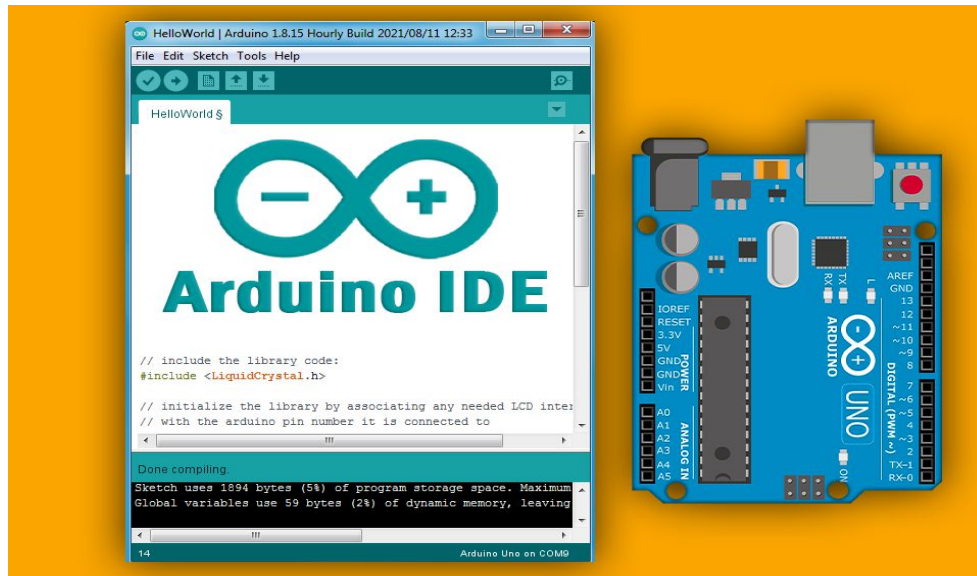 HelloWorld | Arduino 1.8.15 Hourly Build 2021/08/11 12:33
File Edit Sketch Tools Help
HelloWorld §
Arduino IDE
// include the library code:
#include <LiquidCrystal.h>
// initialize the library by associating any needed LCD inter
// with the arduino pin number it is connected to
Done compiling.
Sketch uses 1894 bytes (5%) of program storage space. Maximum
Global variables use 59 bytes (2%) of dynamic memory, leaving
14 Arduino Uno on COM9
IOREF
RESET
3.3V
5V
GND
GND
Vin
POWER
A0
A1
A2
A3
A4
A5
ANALOG IN
RX
TX
L
ARDUINO
UNO
ON
AREF
GND
13
12
~11
~10
~9
8
7
~6
~5
4
~3
2
TX-1
RX-0
DIGITAL (PWM ~)